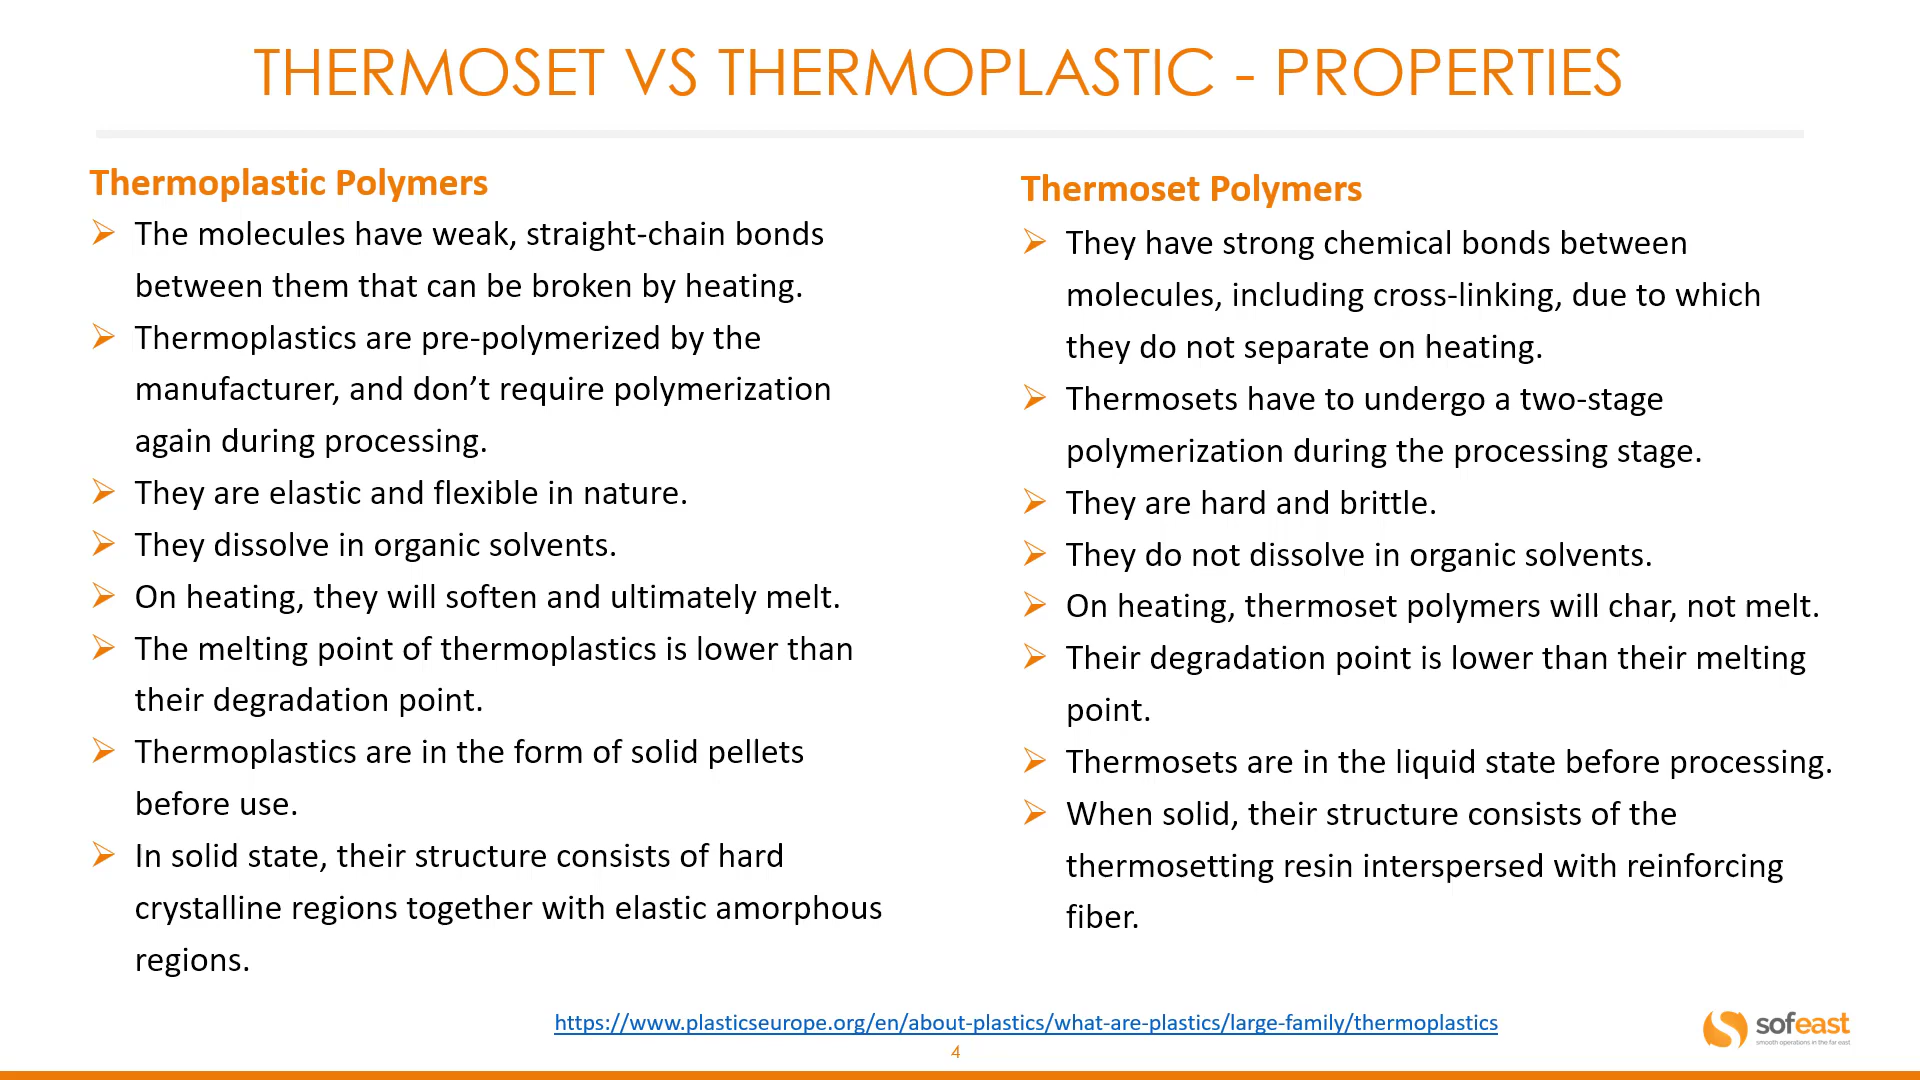 THERMOSET VS THERMOPLASTIC - PROPERTIES
Thermoplastic Polymers
The molecules have weak, straight-chain bonds
between them that can be broken by heating.
Thermoplastics are pre-polymerized by the
manufacturer, and don’t require polymerization
again during processing.
They are elastic and flexible in nature.
They dissolve in organic solvents.
On heating, they will soften and ultimately melt.
The melting point of thermoplastics is lower than
their degradation point.
Thermoplastics are in the form of solid pellets
before use.
In solid state, their structure consists of hard
crystalline regions together with elastic amorphous
regions.
Thermoset Polymers
They have strong chemical bonds between
molecules, including cross-linking, due to which
they do not separate on heating.
Thermosets have to undergo a two-stage
polymerization during the processing stage.
They are hard and brittle.
They do not dissolve in organic solvents.
On heating, thermoset polymers will char, not melt.
Their degradation point is lower than their melting
point.
Thermosets are in the liquid state before processing.
When solid, their structure consists of the
thermosetting resin interspersed with reinforcing
fiber.
https://www.plasticseurope.org/en/about-plastics/what-are-plastics/large-family/thermoplastics
4
sofeast
smooth operations in the far east